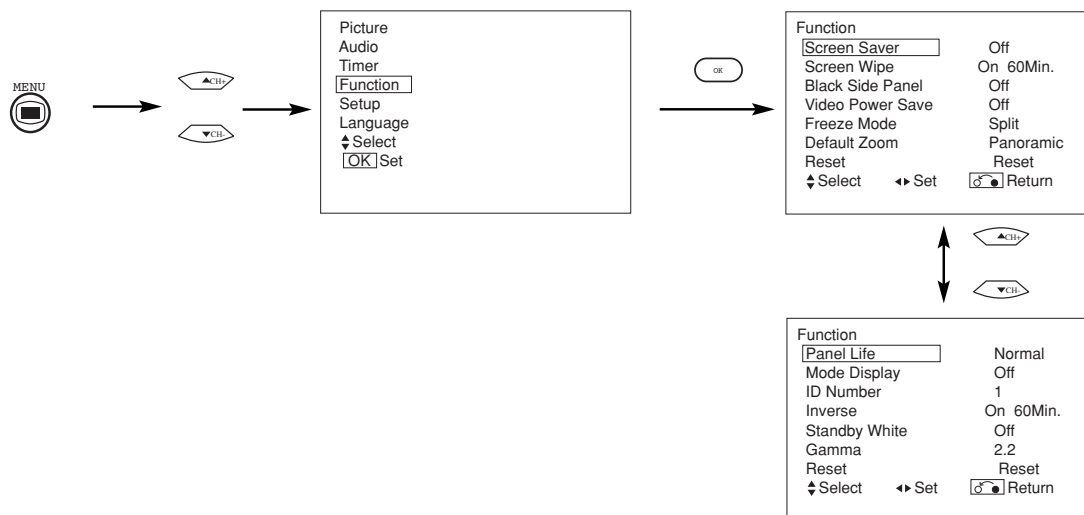 MENU
▲CH+
▼CH-
Picture
Audio
Timer
Function
Setup
Language
Select
OK Set
OK
Function
Screen Saver Off
Screen Wipe On 60Min.
Black Side Panel Off
Video Power Save Off
Freeze Mode Split
Default Zoom Panoramic
Reset Reset
Select Set Return
▲CH+
▼CH-
Function
Panel Life Normal
Mode Display Off
ID Number 1
Inverse On 60Min.
Standby White Off
Gamma 2.2
Reset Reset
Select Set Return